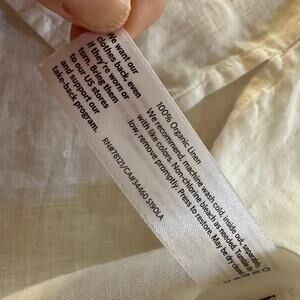 We want our
clothes back even
if they're worn or
torn. Bring them
to our US stores
and support our
take-back program.
RN#78121/CA#34460 S190LA
100% Organic Linen
We recommend, machine wash cold, inside out, separately
with like colors. Non-chlorine bleach as needed. Tumble dry
low, remove promptly. Press to restore. May be dry cleaned